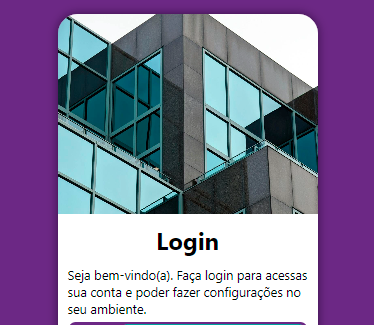 Login
Seja bem-vindo(a). Faça login para acessas
sua conta e poder fazer configurações no
seu ambiente.